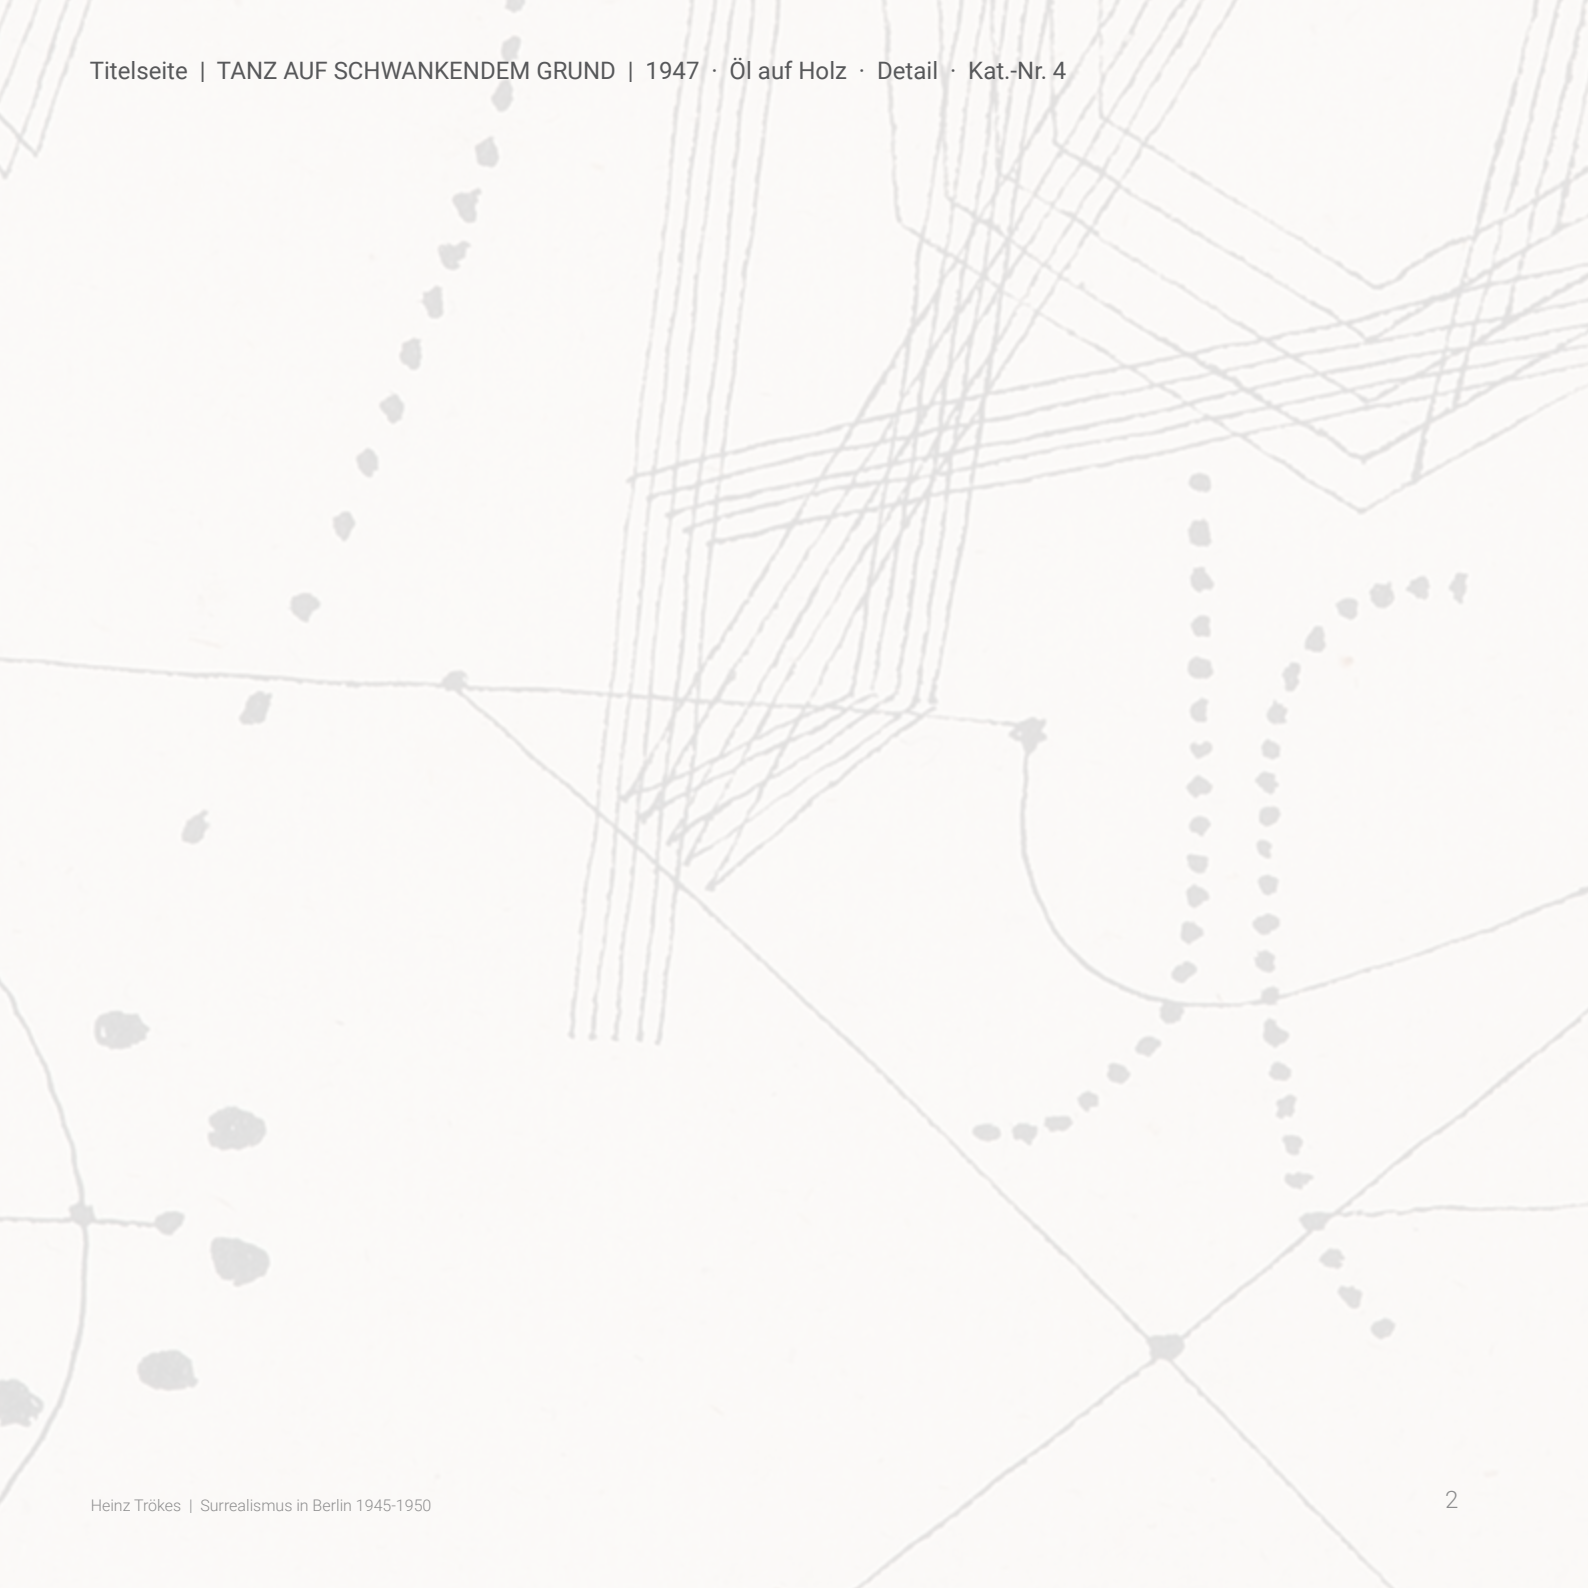 Titelseite | TANZ AUF SCHWANKENDEM GRUND | 1947 · Öl auf Holz · Detail · Kat.-Nr. 4
Heinz Trökes | Surrealismus in Berlin 1945-1950
2